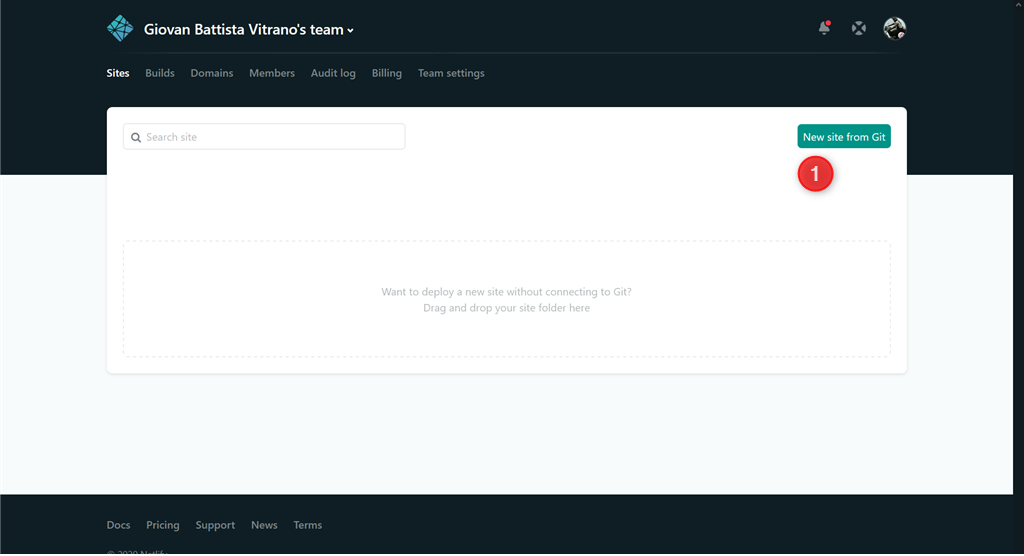 Giovan Battista Vitrano's team
Sites Builds Domains Members Audit log Billing Team settings
Search site New site from Git
1
Want to deploy a new site without connecting to Git?
Drag and drop your site folder here
Docs Pricing Support News Terms
© 2020 Netlify